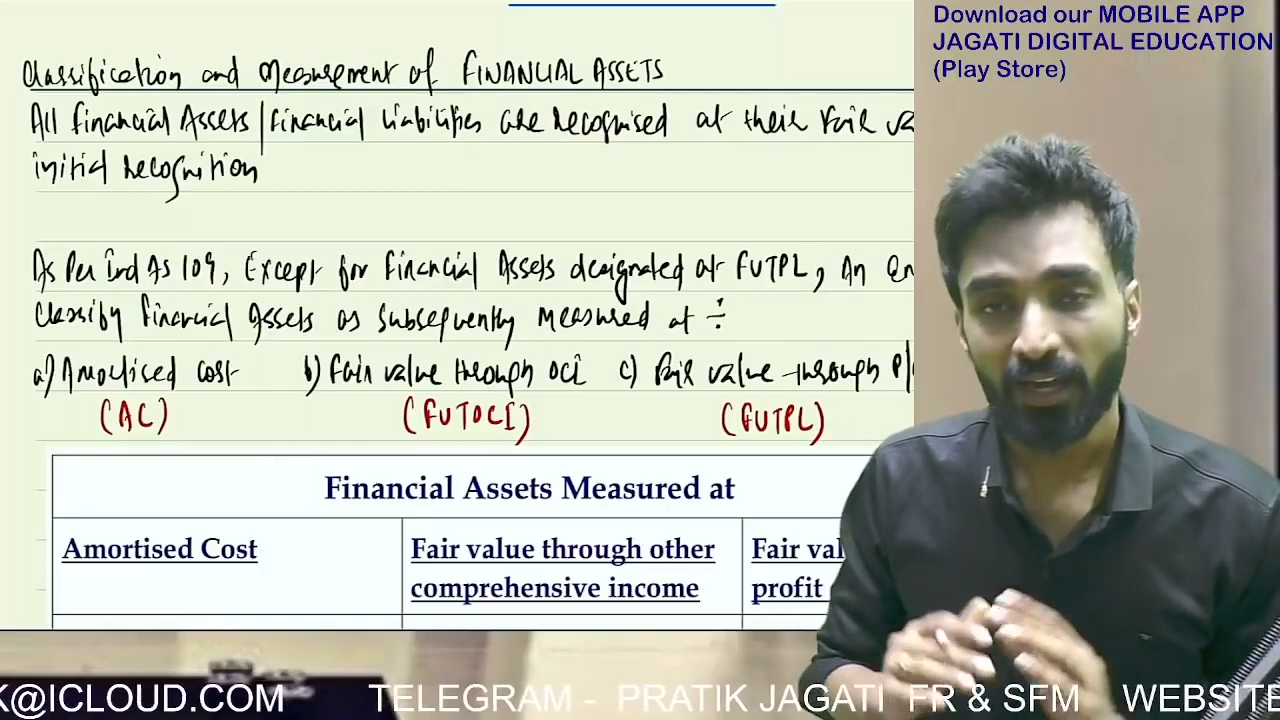 Download our MOBILE APP
JAGATI DIGITAL EDUCATION
(Play Store)
Classification and Measurement of FINANCIAL ASSETS
All Financial Assets / Financial Liabilities are recognised at their Fair va
initial recognition
As Per Ind AS 109, Except for Financial Assets designated at FVTPL, An En
Classify Financial Assets as Subsequently Measured at ÷
a) Amortised cost b) Fair value through OCI c) Fair value through P/
(AC) (FVTOCI) (FVTPL)
Financial Assets Measured at
Amortised Cost
Fair value through other
comprehensive income
Fair val
profit
K@ICLOUD.COM TELEGRAM - PRATIK JAGATI FR & SFM WEBSITE